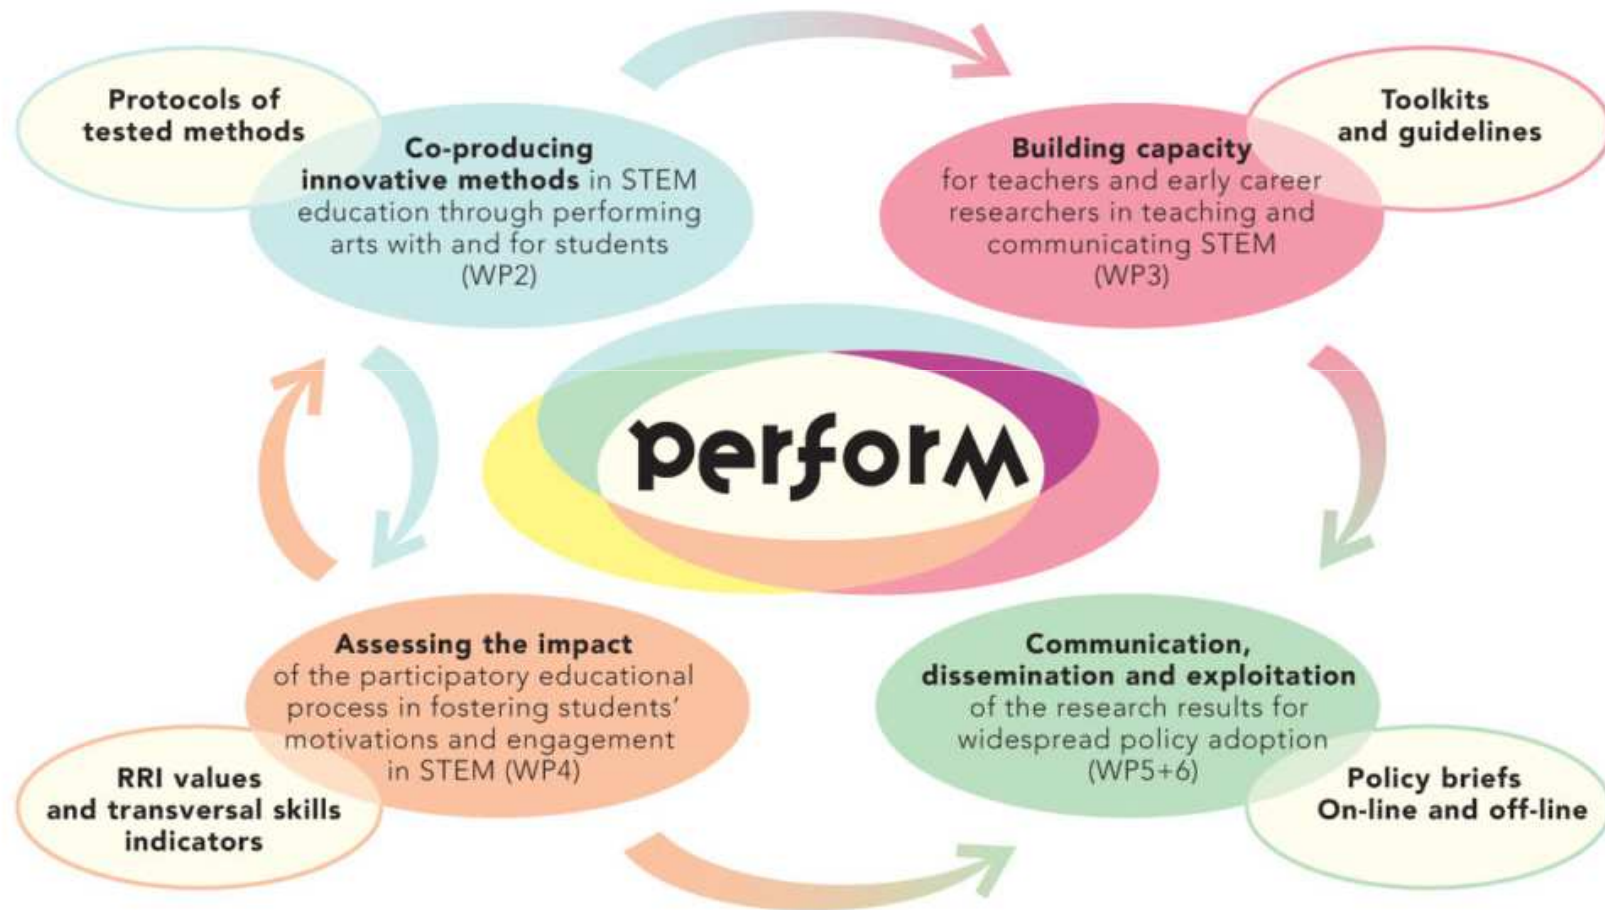 Protocols of
tested methods
Co-producing
innovative methods in STEM
education through performing
arts with and for students
(WP2)
Building capacity
for teachers and early career
researchers in teaching and
communicating STEM
(WP3)
Toolkits
and guidelines
perform
Assessing the impact
of the participatory educational
process in fostering students'
motivations and engagement
in STEM (WP4)
RRI values
and transversal skills
indicators
Communication,
dissemination and exploitation
of the research results for
widespread policy adoption
(WP5+6)
Policy briefs
On-line and off-line